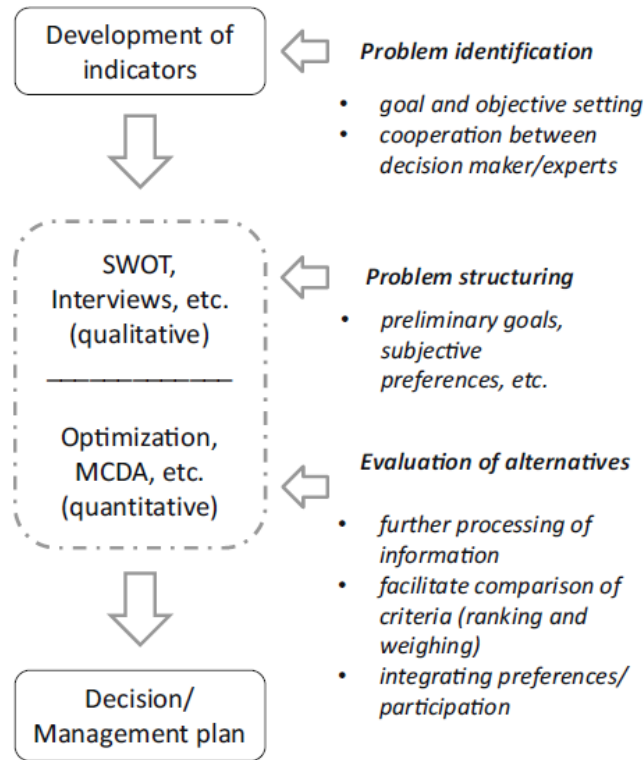 Development of
indicators
Problem identification
• goal and objective setting
• cooperation between
decision maker/experts
SWOT,
Interviews, etc.
(qualitative)
Problem structuring
• preliminary goals,
subjective
preferences, etc.
Optimization,
MCDA, etc.
(quantitative)
Evaluation of alternatives
• further processing of
information
• facilitate comparison of
criteria (ranking and
weighing)
• integrating preferences/
participation
Decision/
Management plan